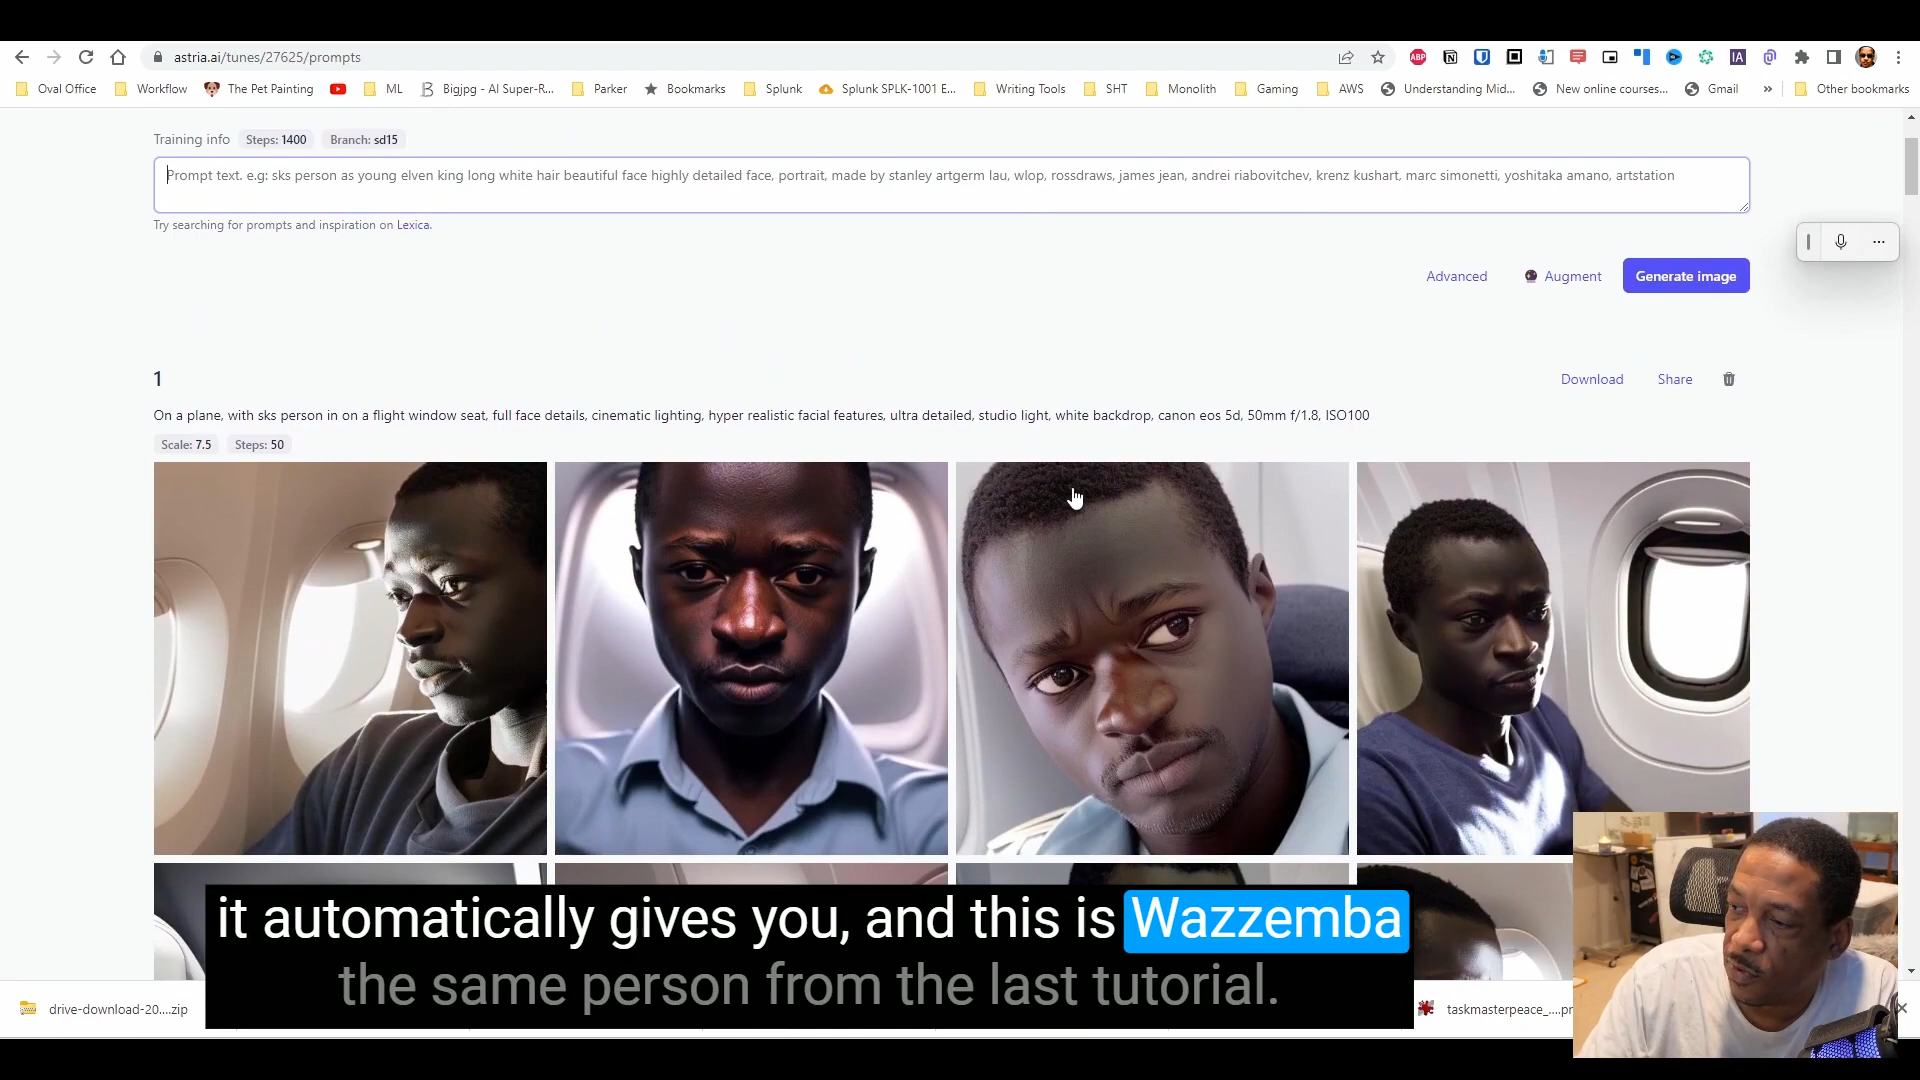 astria.ai/tunes/27625/prompts
Oval Office Workflow The Pet Painting ML Bigjpg - AI Super-R... Parker Bookmarks Splunk Splunk SPLK-1001 E... Writing Tools SHT Monolith Gaming AWS Understanding Mid... New online courses... Gmail » Other bookmarks
Training info Steps: 1400 Branch: sd15
Prompt text. e.g: sks person as young elven king long white hair beautiful face highly detailed face, portrait, made by stanley artgerm lau, wlop, rossdraws, james jean, andrei riabovitchev, krenz kushart, marc simonetti, yoshitaka amano, artstation
Try searching for prompts and inspiration on Lexica.
Advanced Augment Generate image
1 Download Share
On a plane, with sks person in on a flight window seat, full face details, cinematic lighting, hyper realistic facial features, ultra detailed, studio light, white backdrop, canon eos 5d, 50mm f/1.8, ISO100
Scale: 7.5 Steps: 50
it automatically gives you, and this is Wazzemba
the same person from the last tutorial.
drive-download-20....zip taskmasterpeace_....pr